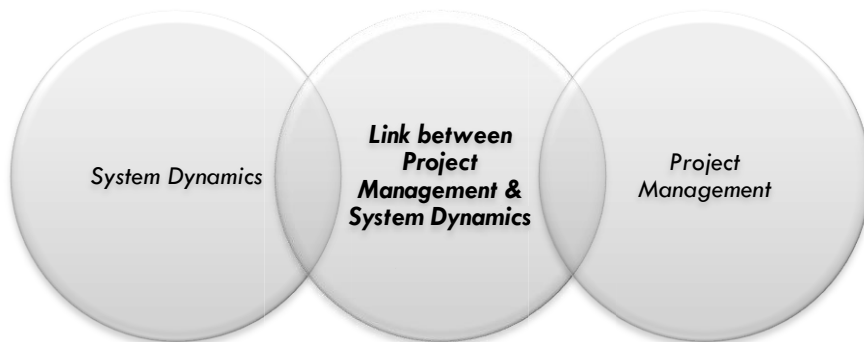 System Dynamics
Link between
Project
Management &
System Dynamics
Project
Management